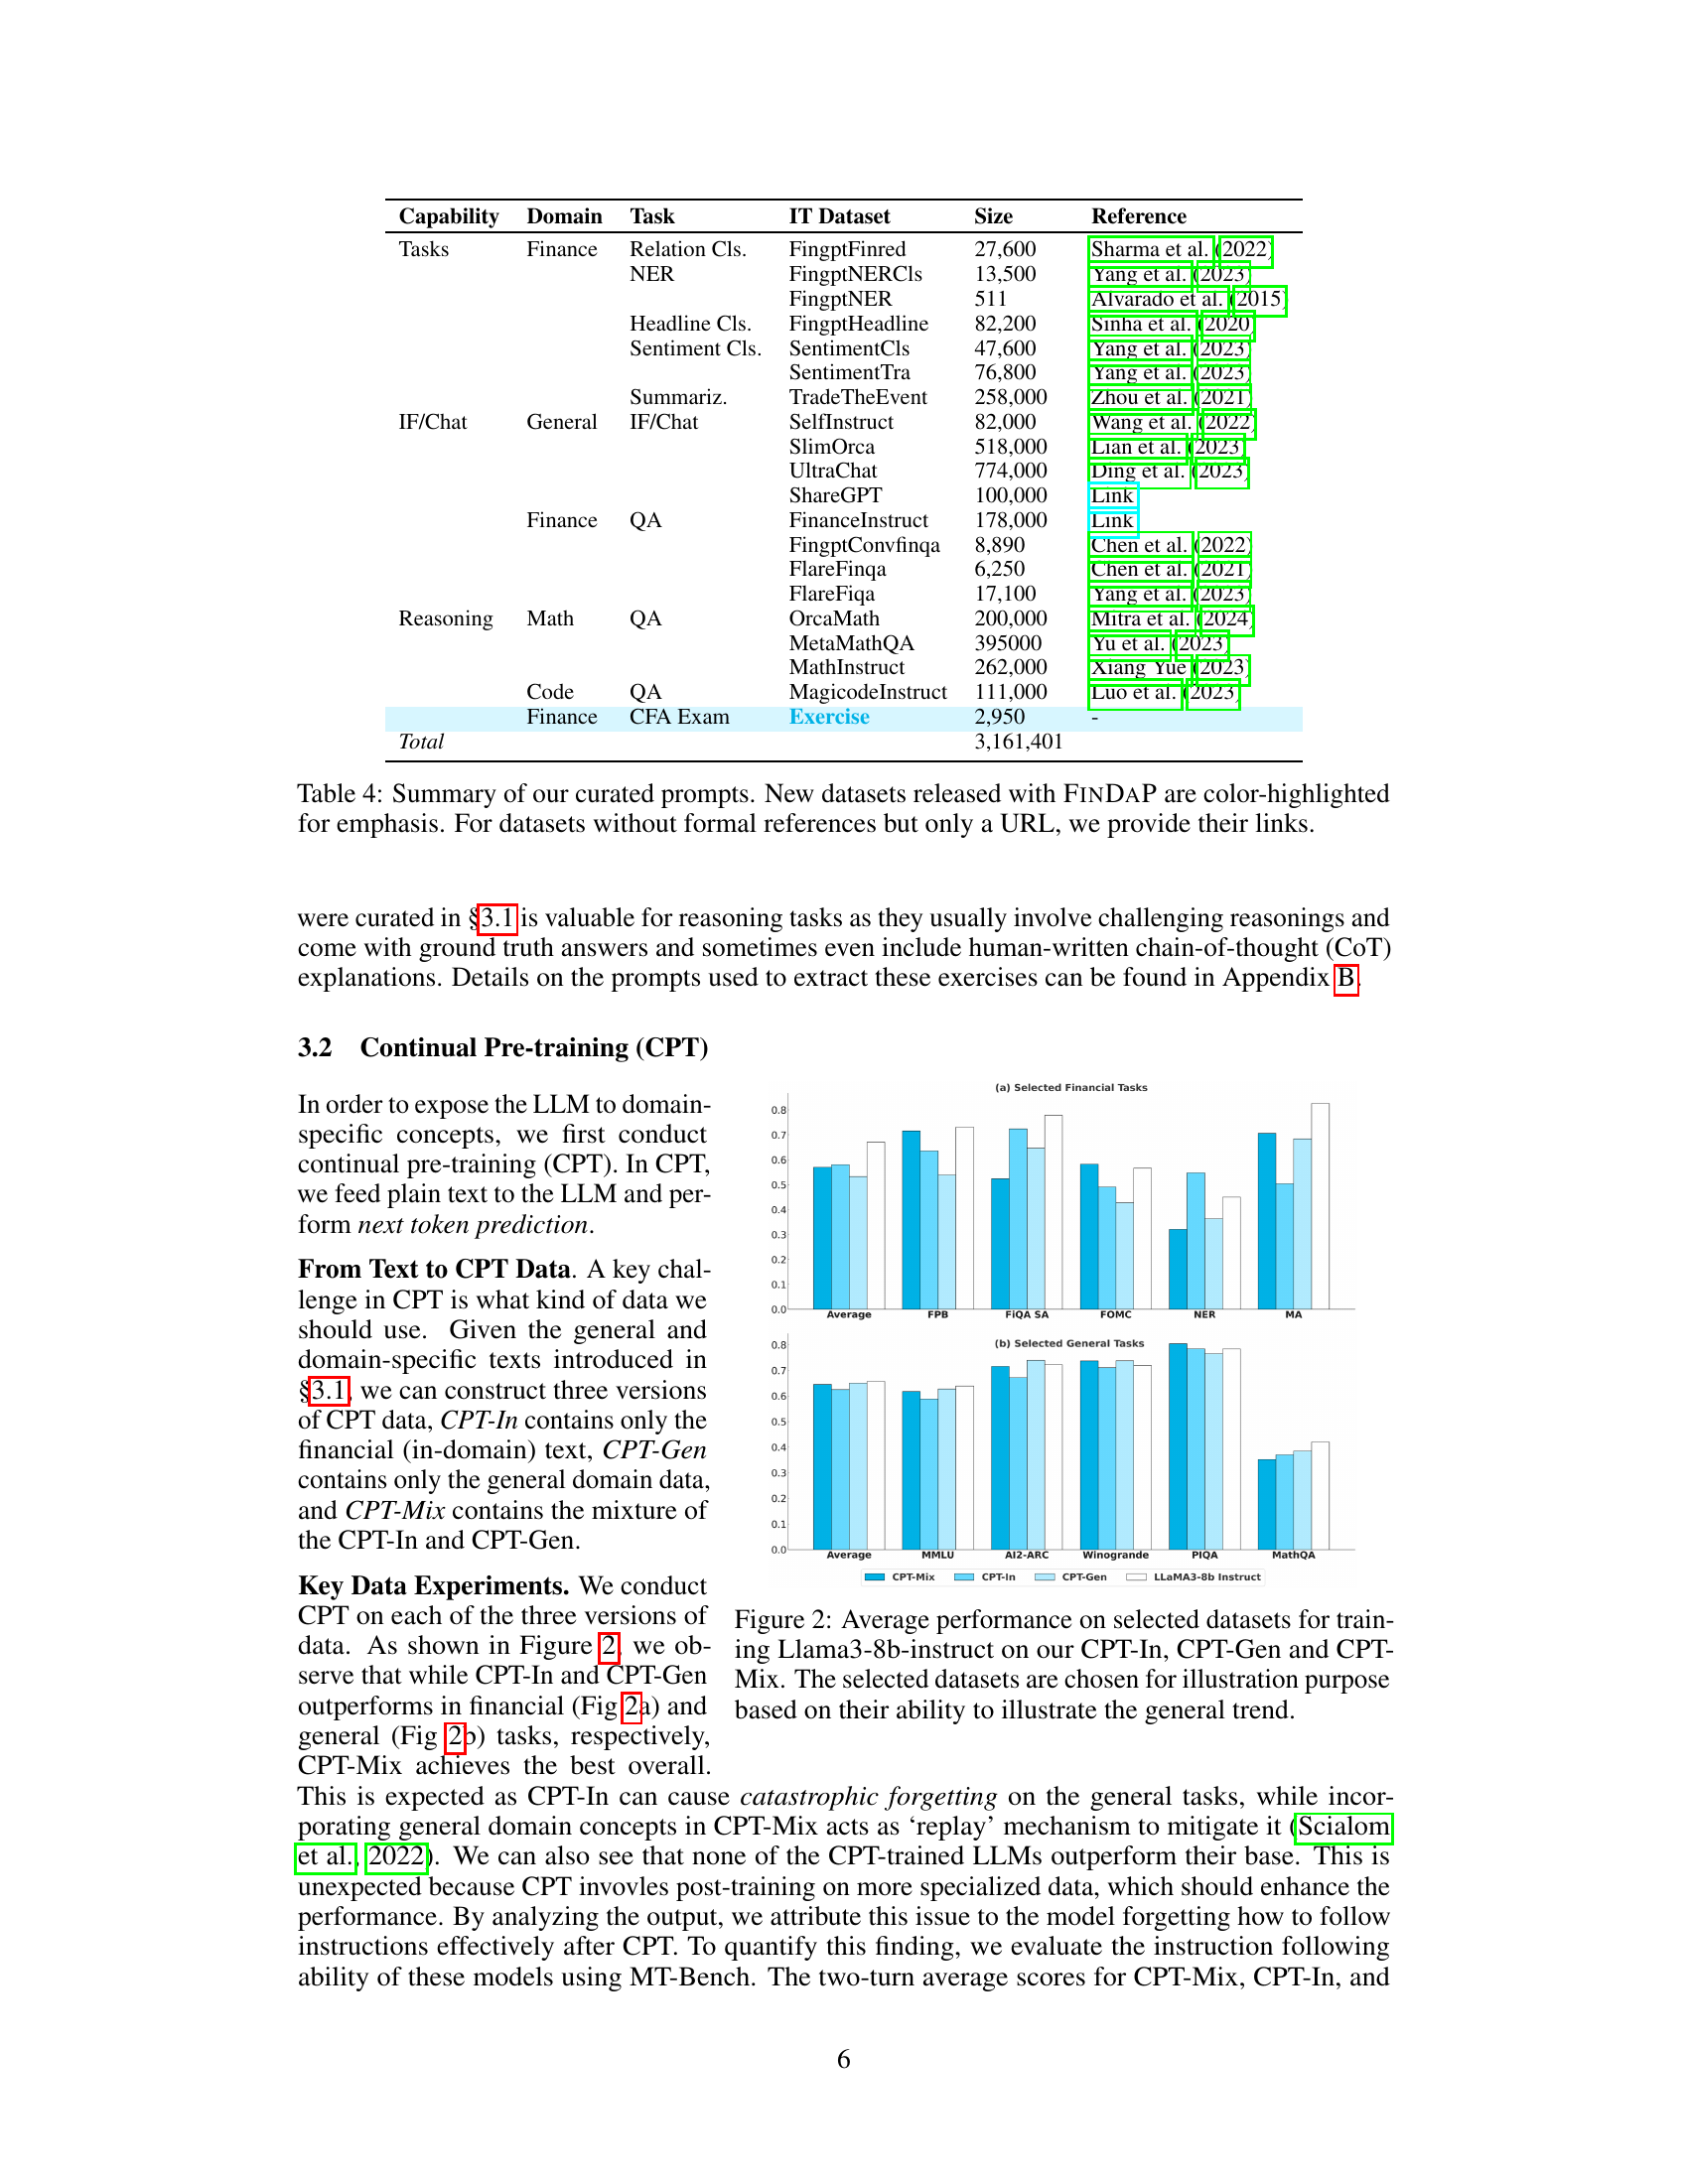 Capability Domain Task IT Dataset Size Reference
Tasks Finance Relation Cls. FingptFinred 27,600 Sharma et al. (2022)
NER FingptNERCls 13,500 Yang et al. (2023)
FingptNER 511 Alvarado et al. (2015)
Headline Cls. FingptHeadline 82,200 Sinha et al. (2020)
Sentiment Cls. SentimentCls 47,600 Yang et al. (2023)
SentimentTra 76,800 Yang et al. (2023)
Summariz. TradeTheEvent 258,000 Zhou et al. (2021)
IF/Chat General IF/Chat SelfInstruct 82,000 Wang et al. (2022)
SlimOrca 518,000 Lian et al. (2023)
UltraChat 774,000 Ding et al. (2023)
ShareGPT 100,000 Link
Finance QA FinanceInstruct 178,000 Link
FingptConvfinqa 8,890 Chen et al. (2022)
FlareFinqa 6,250 Chen et al. (2021)
FlareFiqa 17,100 Yang et al. (2023)
Reasoning Math QA OrcaMath 200,000 Mitra et al. (2024)
MetaMathQA 395000 Yu et al. (2023)
MathInstruct 262,000 Xiang Yue (2023)
Code QA MagicodeInstruct 111,000 Luo et al. (2023)
Finance CFA Exam Exercise 2,950 -
Total 3,161,401
Table 4: Summary of our curated prompts. New datasets released with FINDAP are color-highlighted
for emphasis. For datasets without formal references but only a URL, we provide their links.
were curated in §3.1 is valuable for reasoning tasks as they usually involve challenging reasonings and
come with ground truth answers and sometimes even include human-written chain-of-thought (CoT)
explanations. Details on the prompts used to extract these exercises can be found in Appendix B.
3.2 Continual Pre-training (CPT)
In order to expose the LLM to domain-
specific concepts, we first conduct
continual pre-training (CPT). In CPT,
we feed plain text to the LLM and per-
form next token prediction.
From Text to CPT Data. A key chal-
lenge in CPT is what kind of data we
should use. Given the general and
domain-specific texts introduced in
§3.1, we can construct three versions
of CPT data, CPT-In contains only the
financial (in-domain) text, CPT-Gen
contains only the general domain data,
and CPT-Mix contains the mixture of
the CPT-In and CPT-Gen.
Key Data Experiments. We conduct
CPT on each of the three versions of
data. As shown in Figure 2, we ob-
serve that while CPT-In and CPT-Gen
outperforms in financial (Fig 2a) and
general (Fig 2b) tasks, respectively,
CPT-Mix achieves the best overall.
(a) Selected Financial Tasks
0.8
0.7
0.6
0.5
0.4
0.3
0.2
0.1
0.0
Average FPB FiQA SA FOMC NER MA
(b) Selected General Tasks
0.8
0.7
0.6
0.5
0.4
0.3
0.2
0.1
0.0
Average MMLU AI2-ARC Winogrande PIQA MathQA
CPT-Mix CPT-In CPT-Gen LLaMA3-8b Instruct
Figure 2: Average performance on selected datasets for train-
ing Llama3-8b-instruct on our CPT-In, CPT-Gen and CPT-
Mix. The selected datasets are chosen for illustration purpose
based on their ability to illustrate the general trend.
This is expected as CPT-In can cause catastrophic forgetting on the general tasks, while incor-
porating general domain concepts in CPT-Mix acts as ‘replay’ mechanism to mitigate it (Scialom
et al., 2022). We can also see that none of the CPT-trained LLMs outperform their base. This is
unexpected because CPT invovles post-training on more specialized data, which should enhance the
performance. By analyzing the output, we attribute this issue to the model forgetting how to follow
instructions effectively after CPT. To quantify this finding, we evaluate the instruction following
ability of these models using MT-Bench. The two-turn average scores for CPT-Mix, CPT-In, and
6